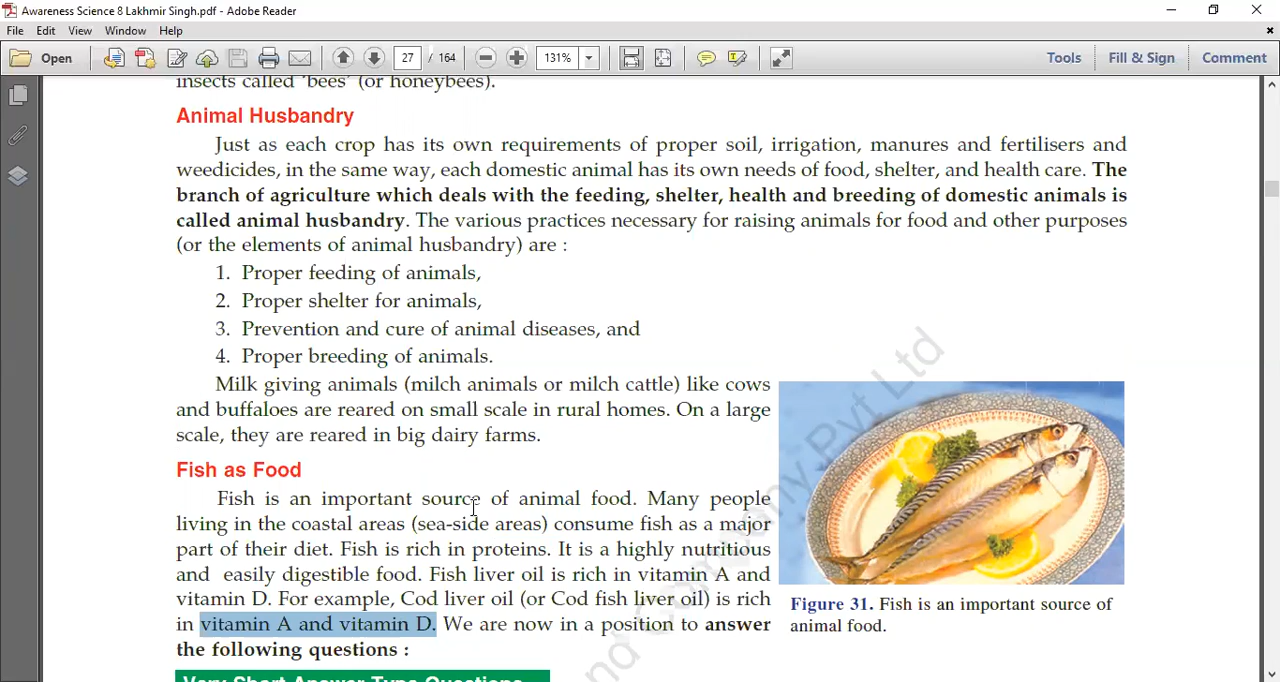 Awareness Science 8 Lakhmir Singh.pdf - Adobe Reader
File Edit View Window Help
Open 27 / 164 131% Tools Fill & Sign Comment
insects called 'bees' (or honeybees).
Animal Husbandry
Just as each crop has its own requirements of proper soil, irrigation, manures and fertilisers and
weedicides, in the same way, each domestic animal has its own needs of food, shelter, and health care. The
branch of agriculture which deals with the feeding, shelter, health and breeding of domestic animals is
called animal husbandry. The various practices necessary for raising animals for food and other purposes
(or the elements of animal husbandry) are :
1. Proper feeding of animals,
2. Proper shelter for animals,
3. Prevention and cure of animal diseases, and
4. Proper breeding of animals.
Milk giving animals (milch animals or milch cattle) like cows
and buffaloes are reared on small scale in rural homes. On a large
scale, they are reared in big dairy farms.
Fish as Food
Fish is an important source of animal food. Many people
living in the coastal areas (sea-side areas) consume fish as a major
part of their diet. Fish is rich in proteins. It is a highly nutritious
and easily digestible food. Fish liver oil is rich in vitamin A and
vitamin D. For example, Cod liver oil (or Cod fish liver oil) is rich
in vitamin A and vitamin D. We are now in a position to answer
the following questions :
Figure 31. Fish is an important source of
animal food.
Very Short Answer Type Questions
nd Company Pvt Ltd